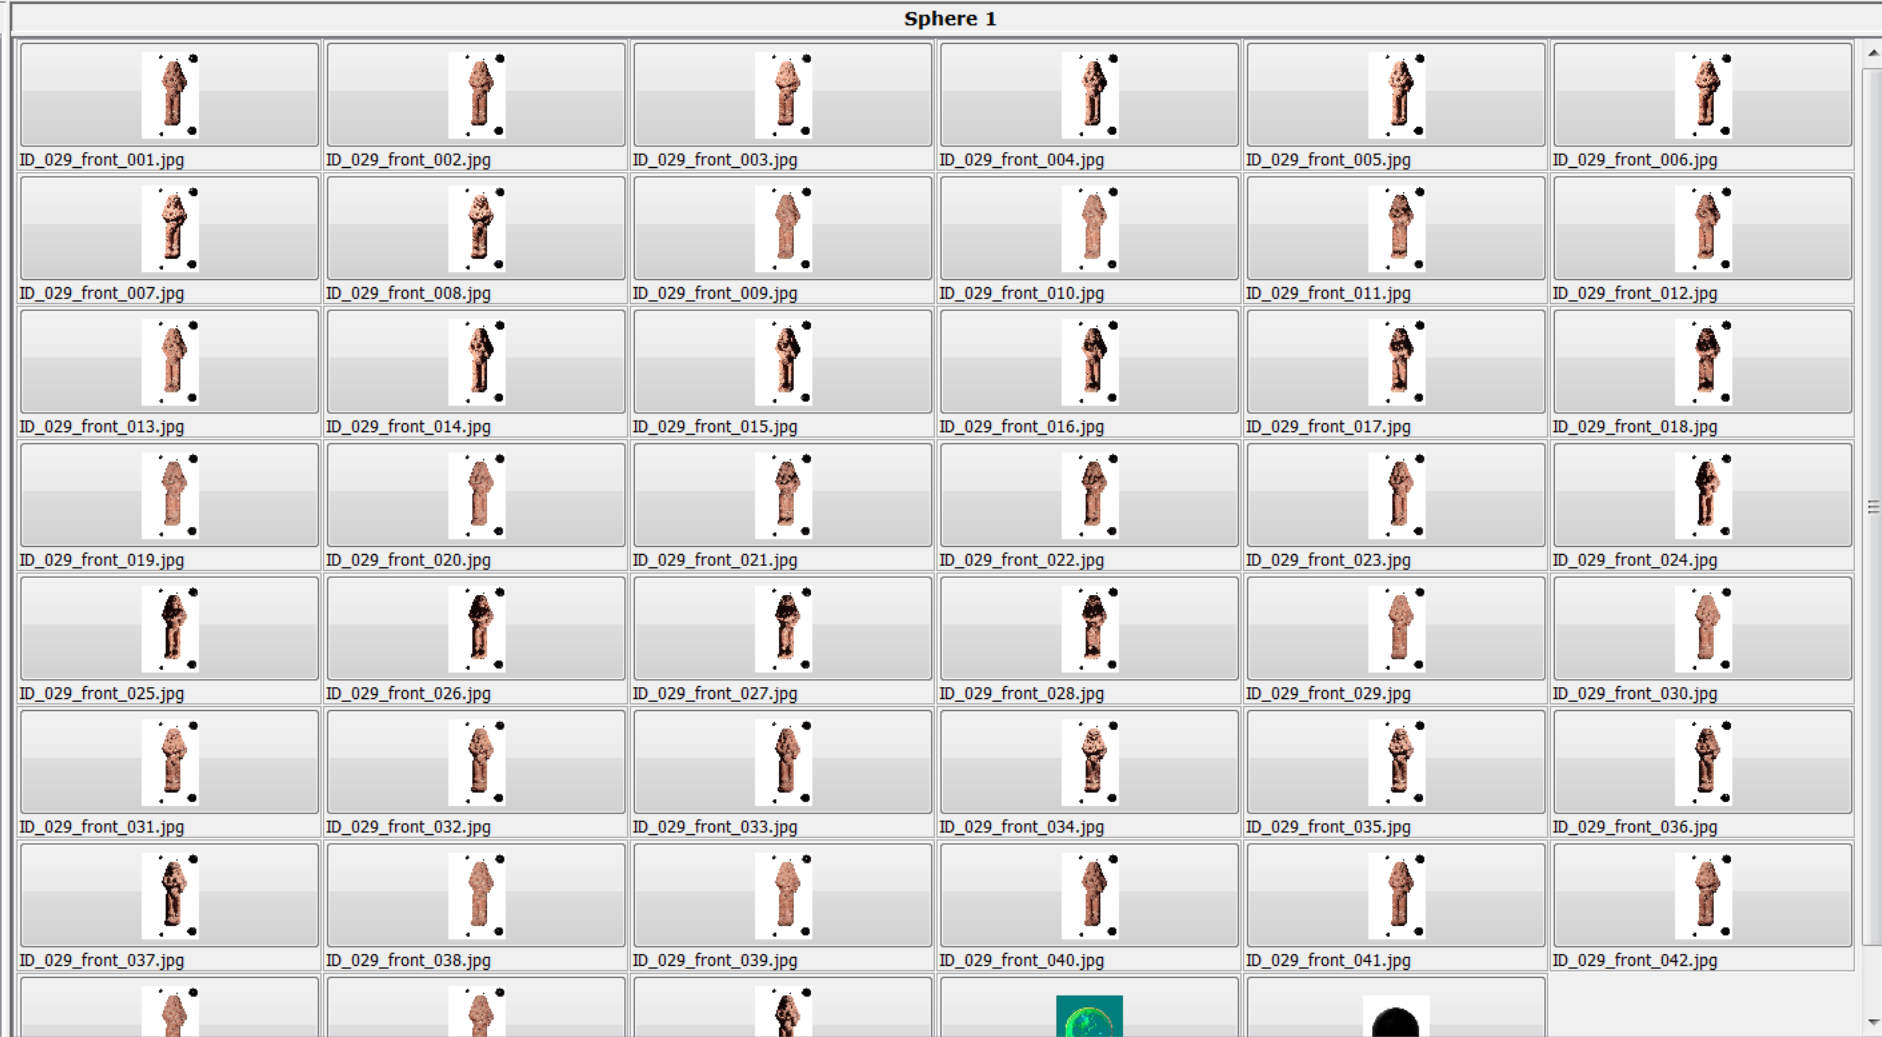 Sphere 1
ID_029_front_001.jpg ID_029_front_002.jpg ID_029_front_003.jpg ID_029_front_004.jpg ID_029_front_005.jpg ID_029_front_006.jpg
ID_029_front_007.jpg ID_029_front_008.jpg ID_029_front_009.jpg ID_029_front_010.jpg ID_029_front_011.jpg ID_029_front_012.jpg
ID_029_front_013.jpg ID_029_front_014.jpg ID_029_front_015.jpg ID_029_front_016.jpg ID_029_front_017.jpg ID_029_front_018.jpg
ID_029_front_019.jpg ID_029_front_020.jpg ID_029_front_021.jpg ID_029_front_022.jpg ID_029_front_023.jpg ID_029_front_024.jpg
ID_029_front_025.jpg ID_029_front_026.jpg ID_029_front_027.jpg ID_029_front_028.jpg ID_029_front_029.jpg ID_029_front_030.jpg
ID_029_front_031.jpg ID_029_front_032.jpg ID_029_front_033.jpg ID_029_front_034.jpg ID_029_front_035.jpg ID_029_front_036.jpg
ID_029_front_037.jpg ID_029_front_038.jpg ID_029_front_039.jpg ID_029_front_040.jpg ID_029_front_041.jpg ID_029_front_042.jpg